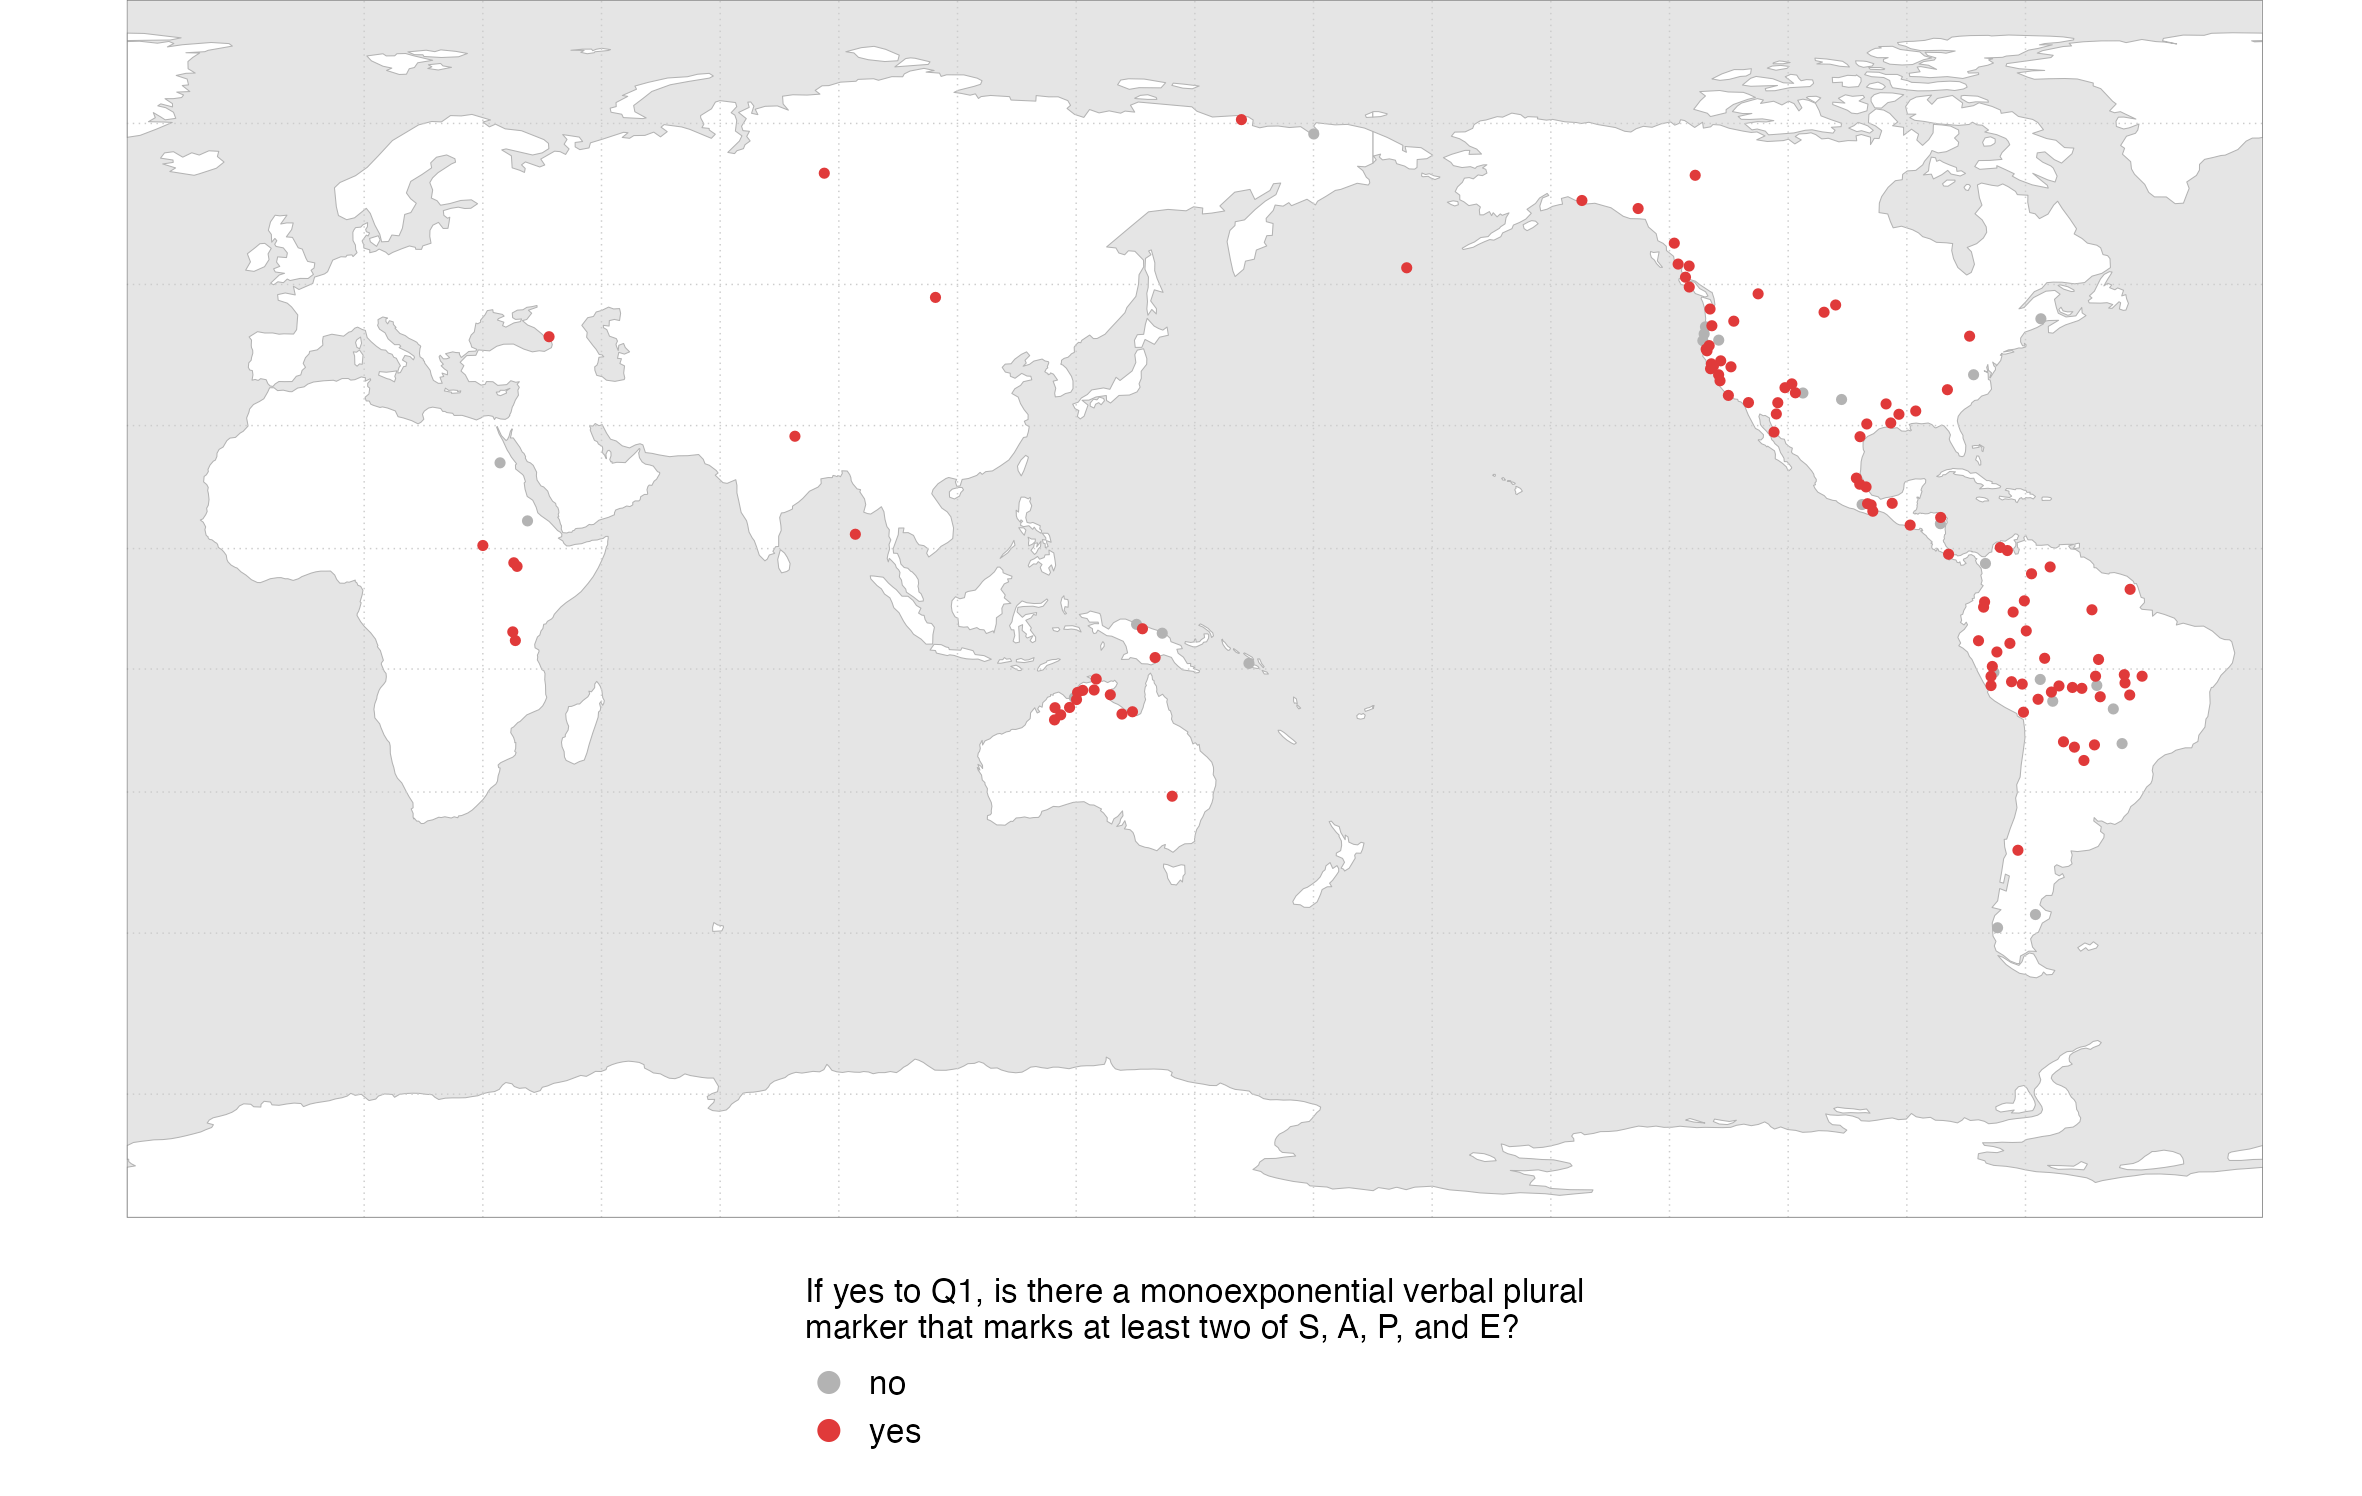 If yes to Q1, is there a monoexponential verbal plural
marker that marks at least two of S, A, P, and E?
no
yes